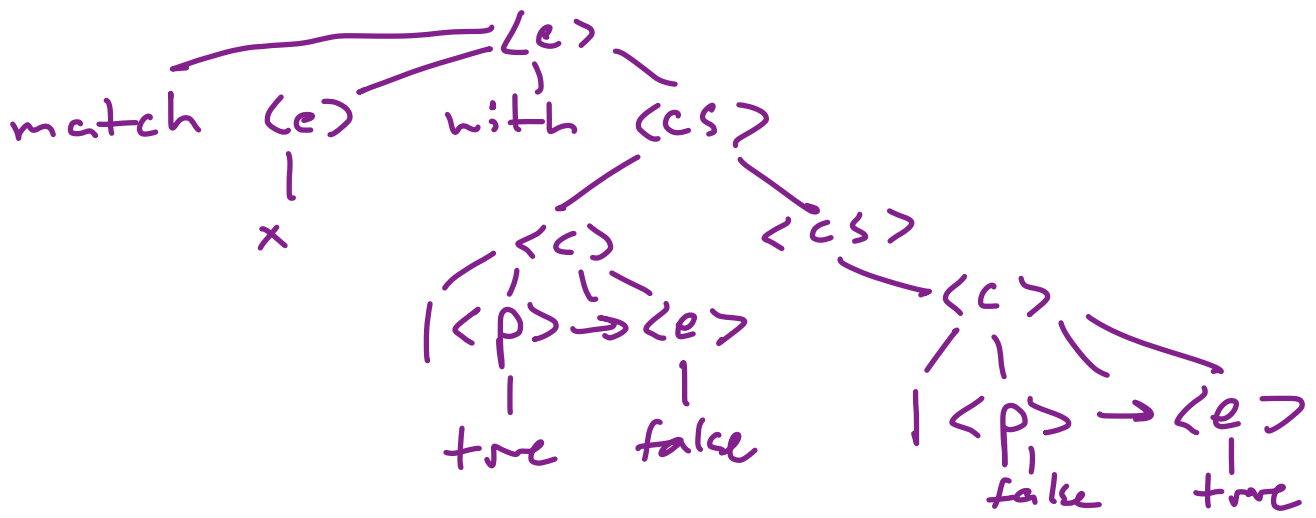 <e>
match <e> with <cs>
x
<c> <cs>
| <p> → <e> <c>
true false
| <p> → <e>
false true